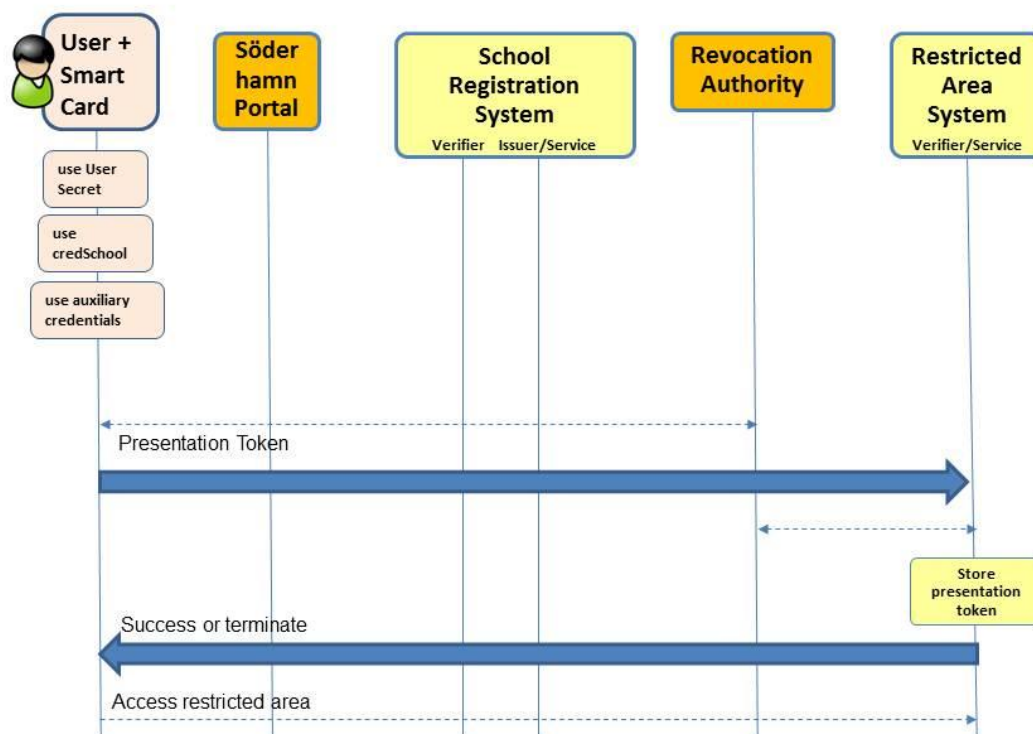 User +
Smart
Card
Söder
hamn
Portal
School
Registration
System
Verifier Issuer/Service
Revocation
Authority
Restricted
Area
System
Verifier/Service
use User
Secret
use
credSchool
use auxiliary
credentials
Presentation Token
Store
presentation
token
Success or terminate
Access restricted area